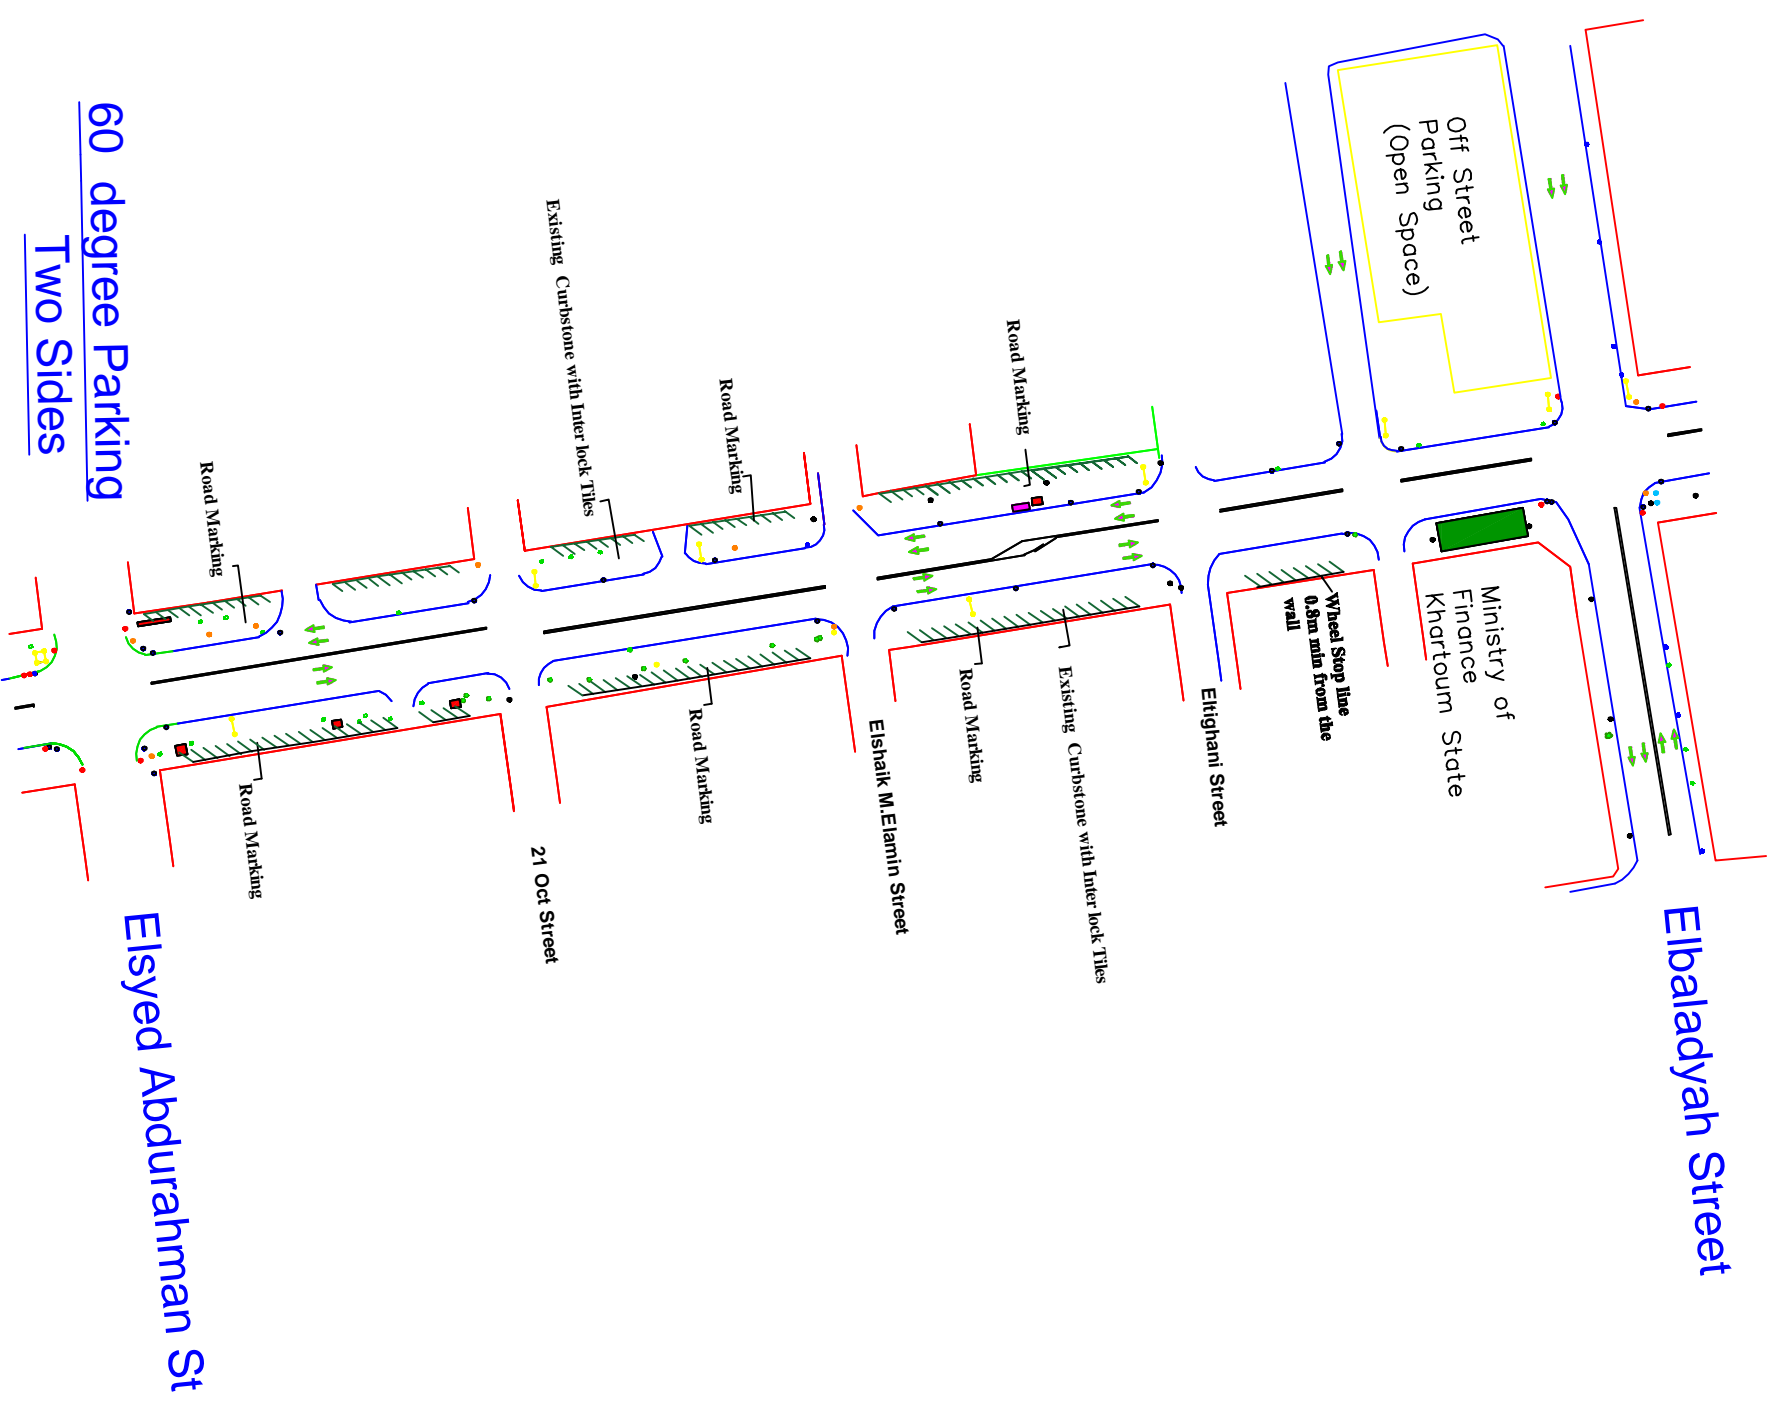 60 degree Parking
Two Sides
Off Street
Parking
(Open Space)
Existing Curbstone with Inter lock Tiles
Road Marking
Road Marking
Road Marking
Ministry of
Finance
Khartoum State
Wheel Stop line
0.8m min from the
wall
Eltighani Street
Existing Curbstone with Inter lock Tiles
Road Marking
Elshaik M.Elamin Street
Road Marking
21 Oct Street
Road Marking
Elbaladyah Street
Elsyed Abdurahman St